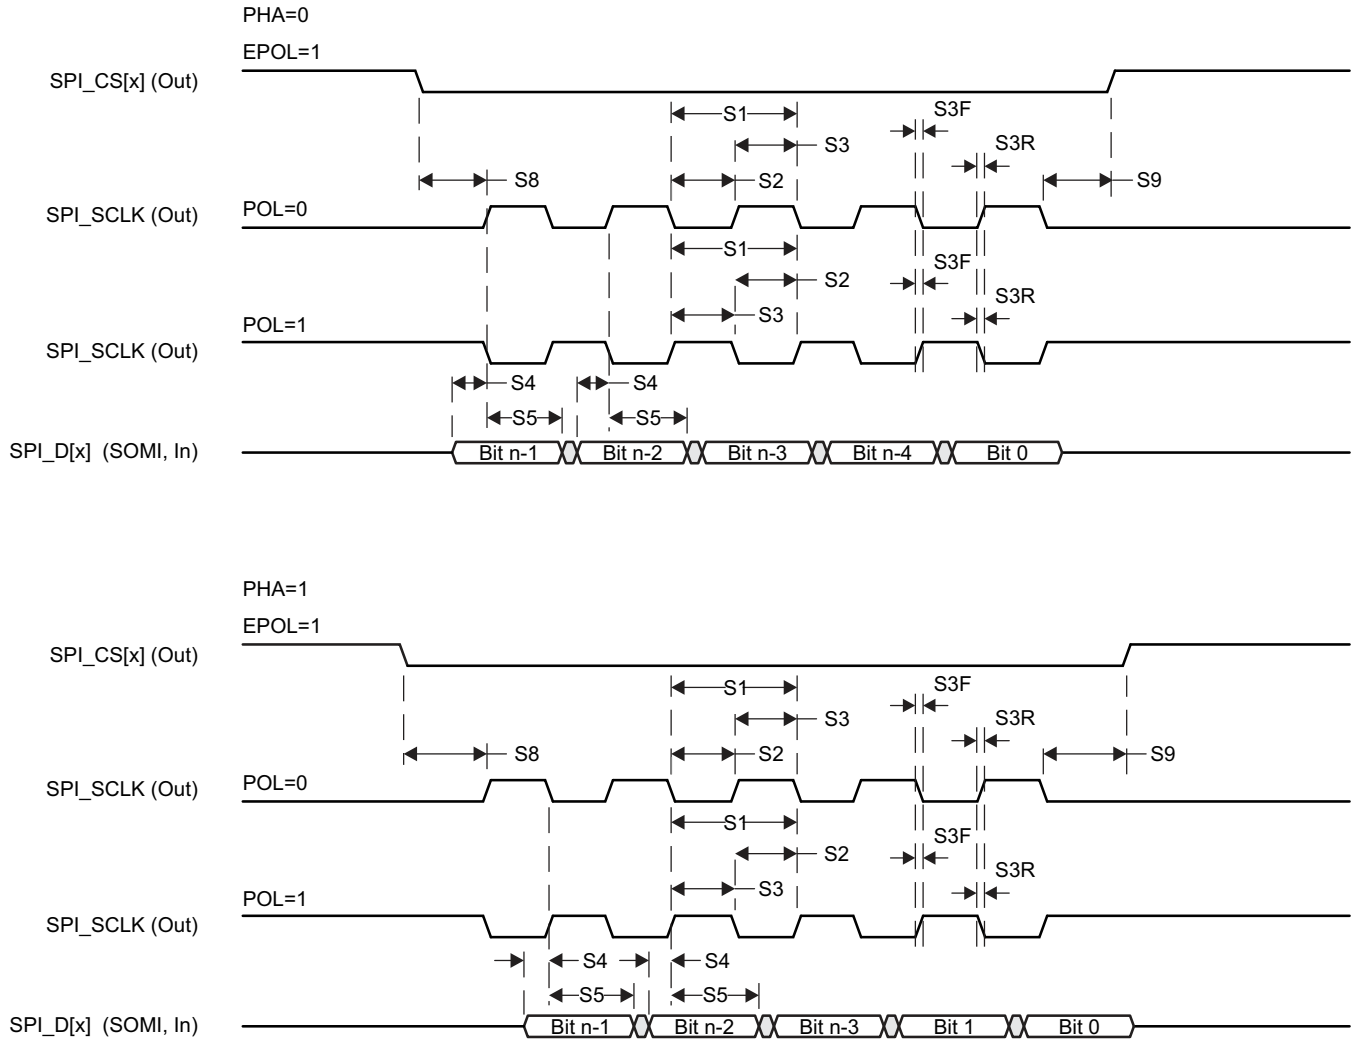 PHA=0
EPOL=1
SPI_CS[x] (Out)
S1
S3F
S3
S3R
S8
S2
S9
SPI_SCLK (Out)
POL=0
S1
S3F
S2
S3R
S3
POL=1
SPI_SCLK (Out)
S4
S4
S5
S5
SPI_D[x] (SOMI, In)
Bit n-1
Bit n-2
Bit n-3
Bit n-4
Bit 0
PHA=1
EPOL=1
SPI_CS[x] (Out)
S1
S3F
S3
S3R
S8
S2
S9
SPI_SCLK (Out)
POL=0
S1
S3F
S2
S3R
S3
POL=1
SPI_SCLK (Out)
S4
S4
S5
S5
SPI_D[x] (SOMI, In)
Bit n-1
Bit n-2
Bit n-3
Bit 1
Bit 0